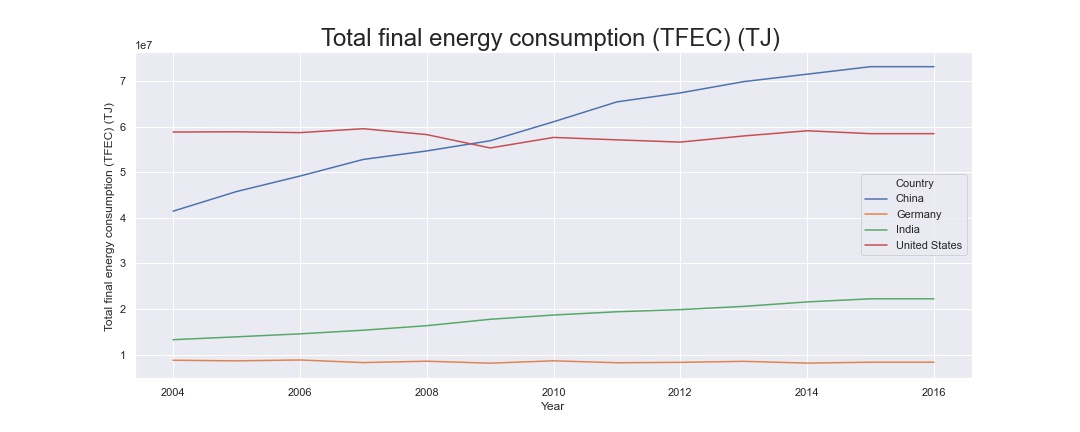 Total final energy consumption (TFEC) (TJ)
1e7
7
6
5
4
3
2
1
Total final energy consumption (TFEC) (TJ)
Country
China
Germany
India
United States
2004 2006 2008 2010 2012 2014 2016
Year